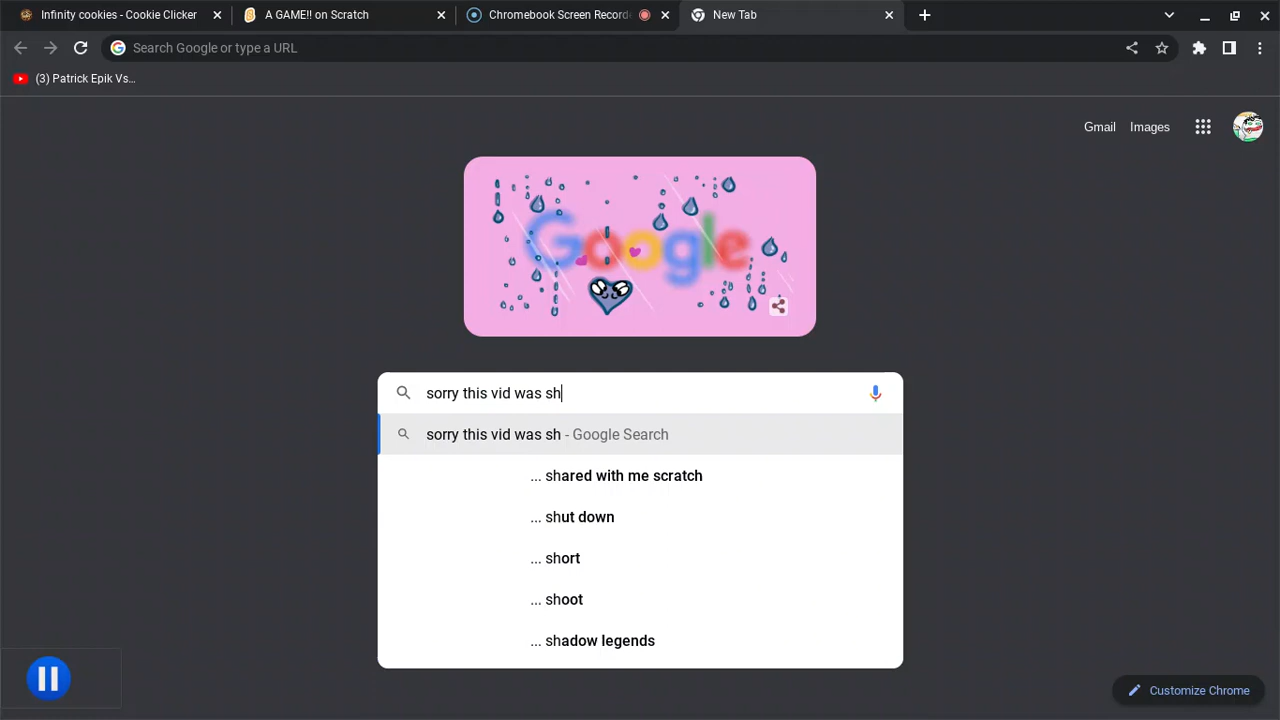 Infinity cookies - Cookie Clicker
A GAME!! on Scratch
Chromebook Screen Record
New Tab
Search Google or type a URL
(3) Patrick Epik Vs...
Gmail
Images
Google
sorry this vid was sh
sorry this vid was sh - Google Search
... shared with me scratch
... shut down
... short
... shoot
... shadow legends
Customize Chrome